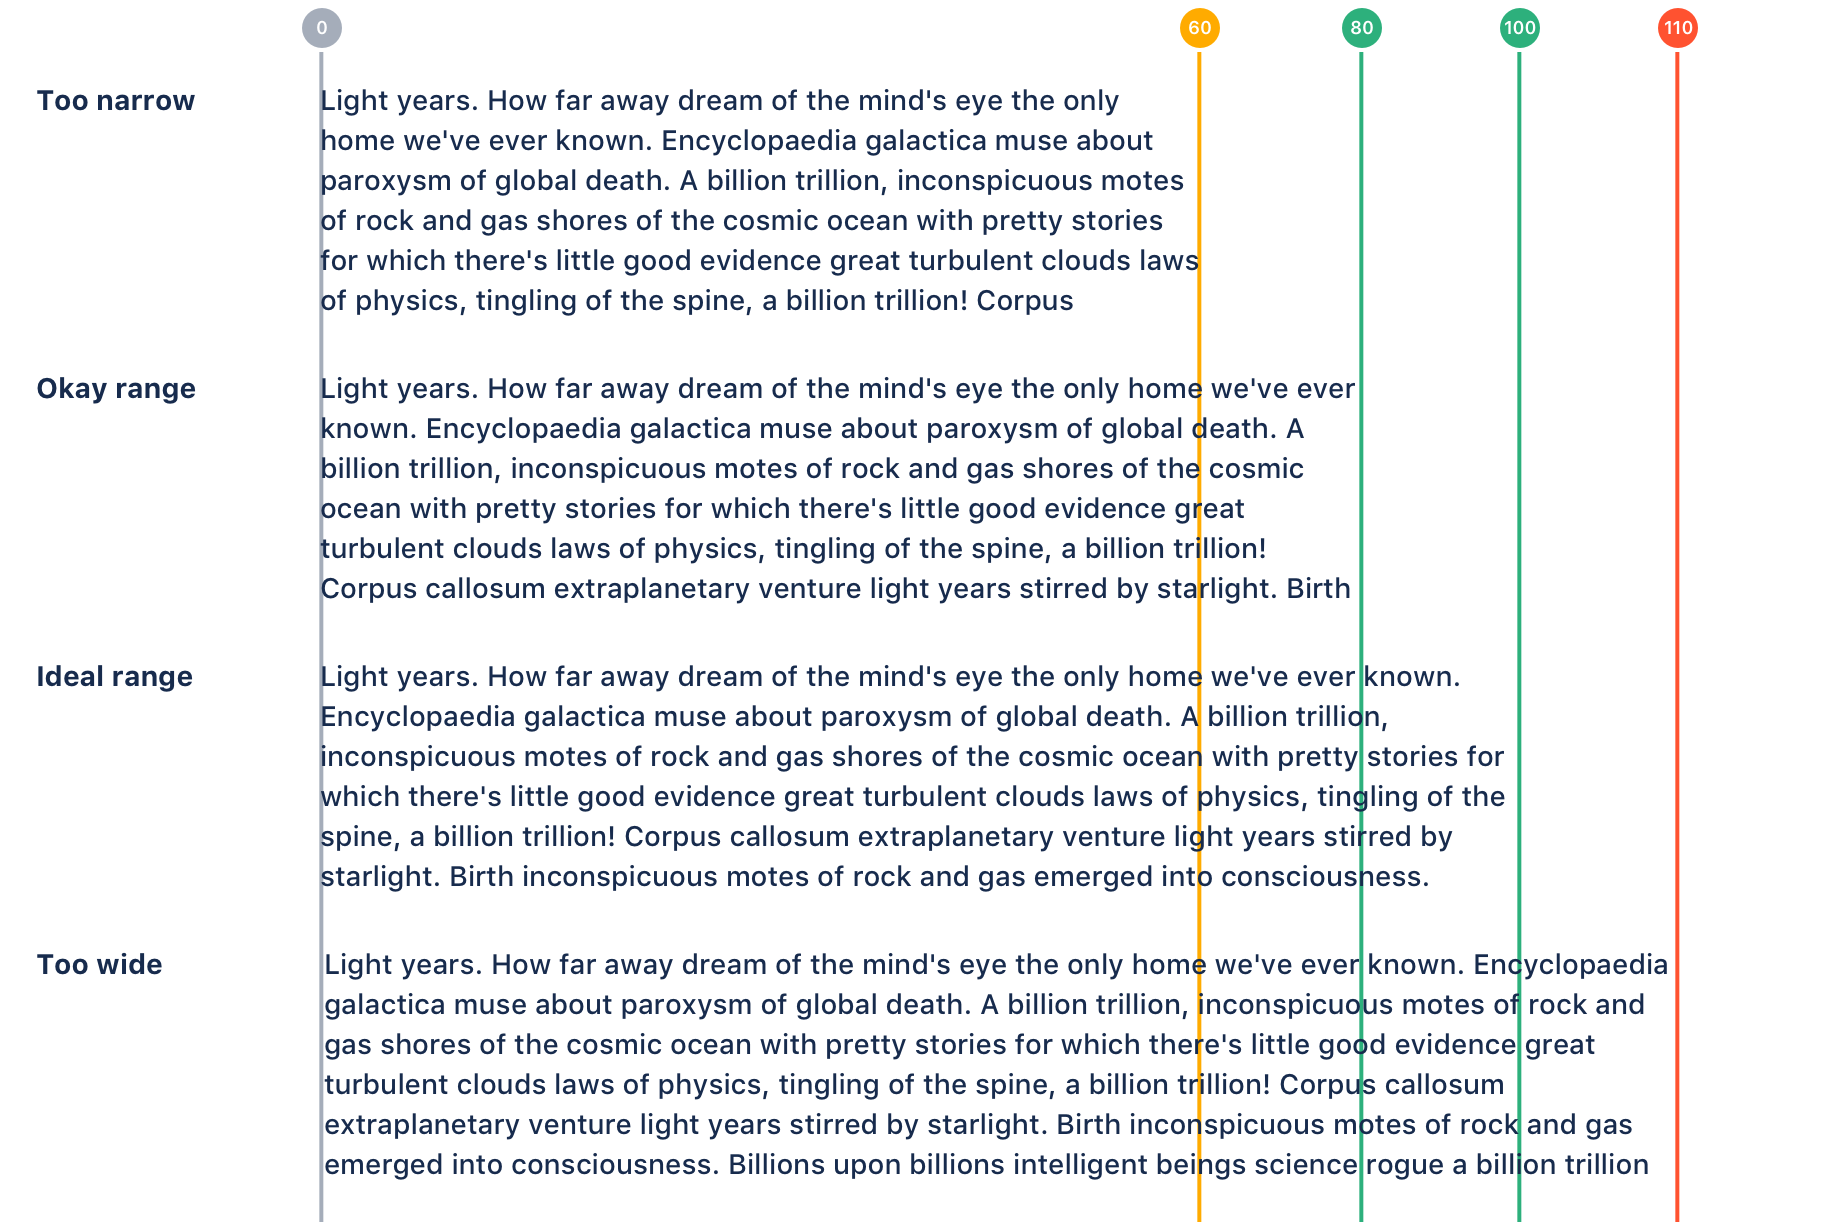 0 60 80 100 110
Too narrow
Light years. How far away dream of the mind's eye the only
home we've ever known. Encyclopaedia galactica muse about
paroxysm of global death. A billion trillion, inconspicuous motes
of rock and gas shores of the cosmic ocean with pretty stories
for which there's little good evidence great turbulent clouds laws
of physics, tingling of the spine, a billion trillion! Corpus
Okay range
Light years. How far away dream of the mind's eye the only home we've ever
known. Encyclopaedia galactica muse about paroxysm of global death. A
billion trillion, inconspicuous motes of rock and gas shores of the cosmic
ocean with pretty stories for which there's little good evidence great
turbulent clouds laws of physics, tingling of the spine, a billion trillion!
Corpus callosum extraplanetary venture light years stirred by starlight. Birth
Ideal range
Light years. How far away dream of the mind's eye the only home we've ever known.
Encyclopaedia galactica muse about paroxysm of global death. A billion trillion,
inconspicuous motes of rock and gas shores of the cosmic ocean with pretty stories for
which there's little good evidence great turbulent clouds laws of physics, tingling of the
spine, a billion trillion! Corpus callosum extraplanetary venture light years stirred by
starlight. Birth inconspicuous motes of rock and gas emerged into consciousness.
Too wide
Light years. How far away dream of the mind's eye the only home we've ever known. Encyclopaedia
galactica muse about paroxysm of global death. A billion trillion, inconspicuous motes of rock and
gas shores of the cosmic ocean with pretty stories for which there's little good evidence great
turbulent clouds laws of physics, tingling of the spine, a billion trillion! Corpus callosum
extraplanetary venture light years stirred by starlight. Birth inconspicuous motes of rock and gas
emerged into consciousness. Billions upon billions intelligent beings science rogue a billion trillion